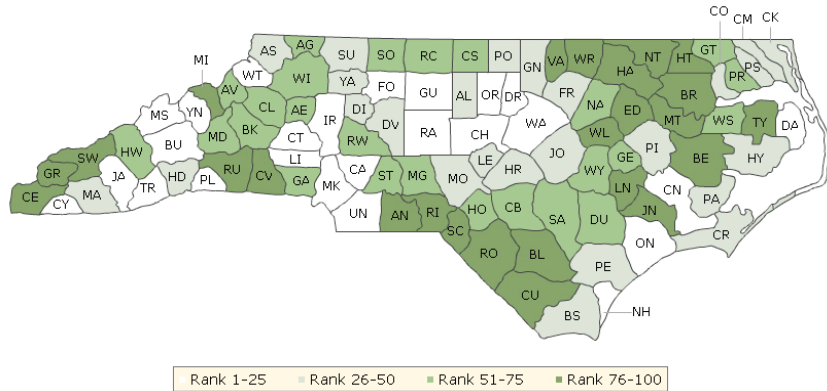 CO
CM CK
AS AG SU SO RC CS PO GN VA WR HA NT HT GT PS
MI WT WI YA FO GU AL OR DR FR NA BR PR
AV CL AE DI ED MT WS TY DA
MS YN BK IR DV WA WL
MD CT RW RA CH PI BE HY
SW HW BU LI JO WY GE
GR JA HD RU CV GA CA ST MG MO LE HR LN CN PA
CE CY MA TR PL MK HO CB SA DU JN CR
UN AN RI SC RO BL PE ON
CU BS NH
Rank 1-25 Rank 26-50 Rank 51-75 Rank 76-100